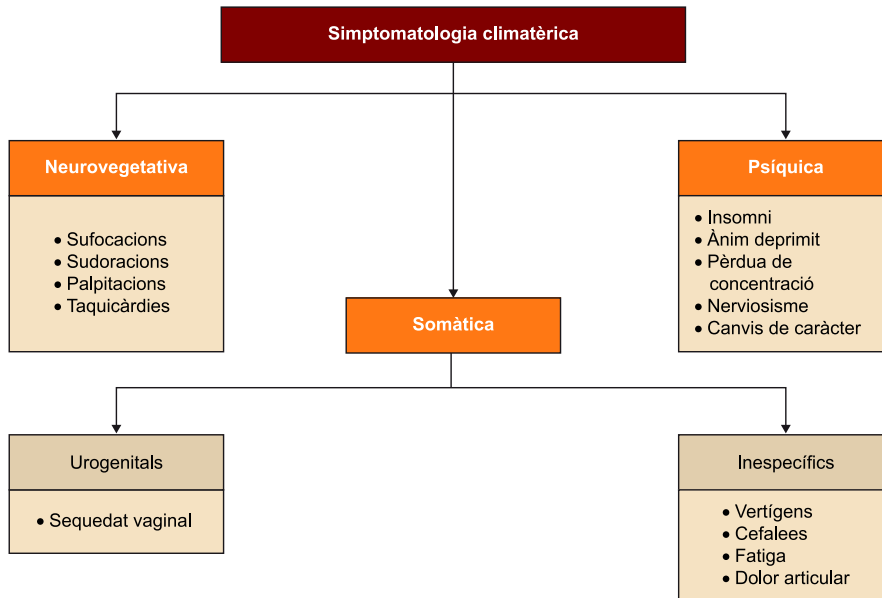 Simptomatologia climatèrica
Neurovegetativa
• Sufocacions
• Sudoracions
• Palpitacions
• Taquicàrdies
Psíquica
• Insomni
• Ànim deprimit
• Pèrdua de
concentració
• Nerviosisme
• Canvis de caràcter
Somàtica
Urogenitals
• Sequedat vaginal
Inespecífics
• Vertígens
• Cefalees
• Fatiga
• Dolor articular